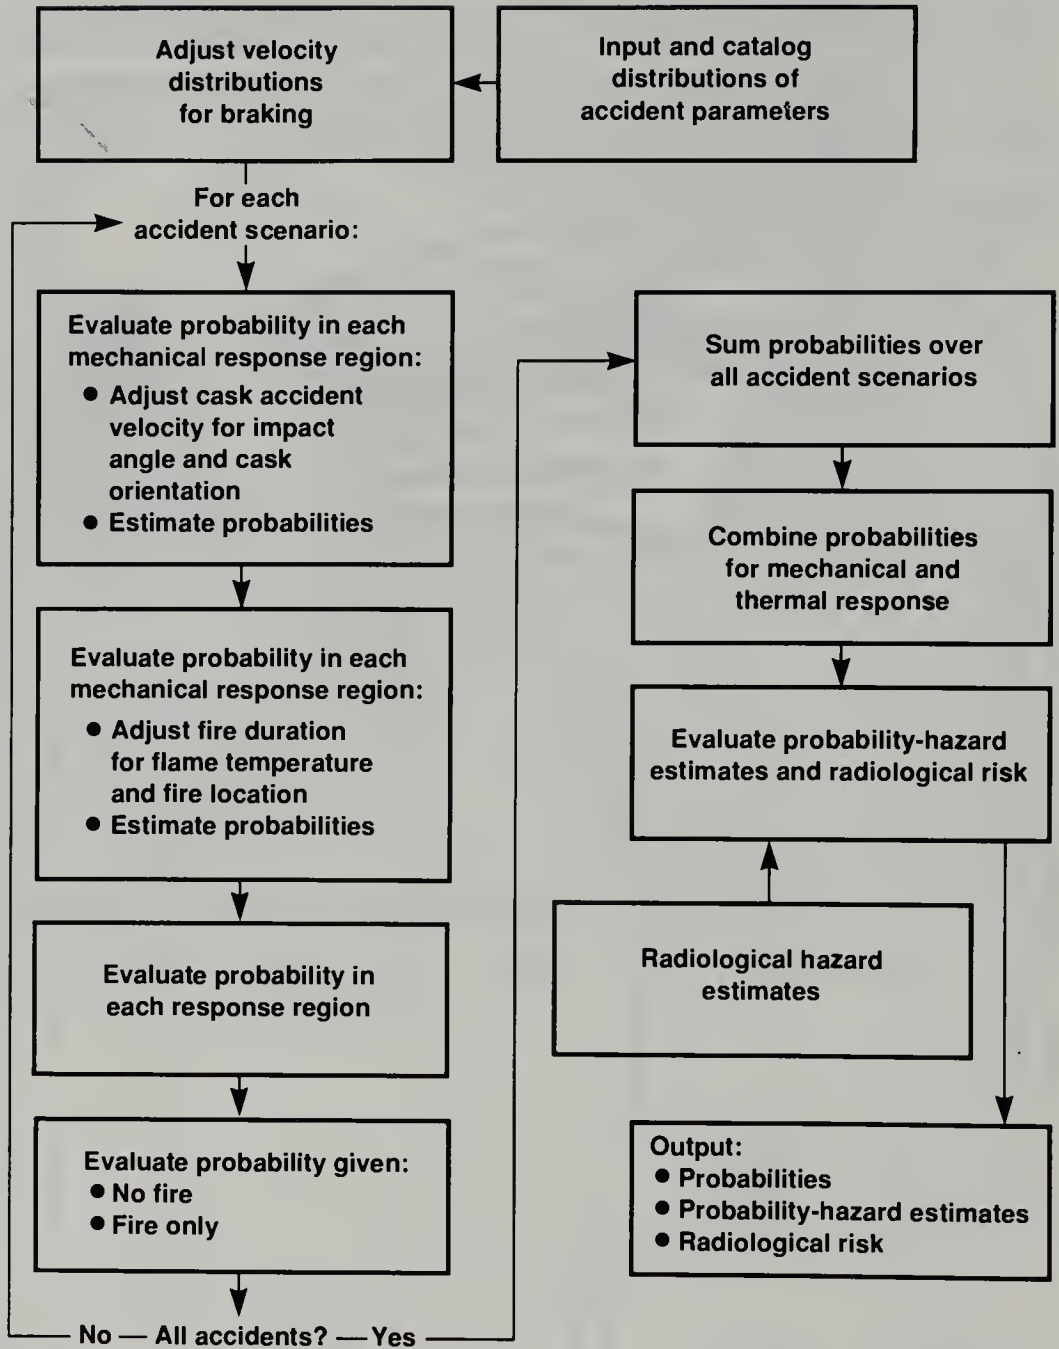 Adjust velocity
distributions
for braking
Input and catalog
distributions of
accident parameters
For each
accident scenario:
Evaluate probability in each
mechanical response region:
● Adjust cask accident
velocity for impact
angle and cask
orientation
● Estimate probabilities
Evaluate probability in each
mechanical response region:
● Adjust fire duration
for flame temperature
and fire location
● Estimate probabilities
Evaluate probability in
each response region
Evaluate probability given:
● No fire
● Fire only
No — All accidents? — Yes
Sum probabilities over
all accident scenarios
Combine probabilities
for mechanical and
thermal response
Evaluate probability-hazard
estimates and radiological risk
Radiological hazard
estimates
Output:
● Probabilities
● Probability-hazard estimates
● Radiological risk